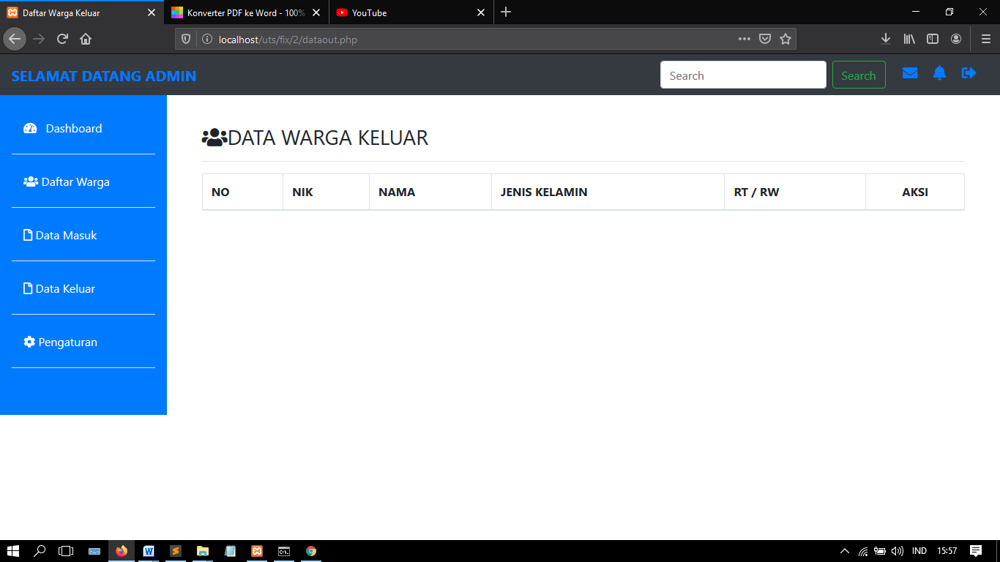 Daftar Warga Keluar
Konverter PDF ke Word - 100%
YouTube
localhost/uts/fix/2/dataout.php
SELAMAT DATANG ADMIN
Search
Search
Dashboard
Daftar Warga
Data Masuk
Data Keluar
Pengaturan
DATA WARGA KELUAR
NO NIK NAMA JENIS KELAMIN RT / RW AKSI
IND 15:57